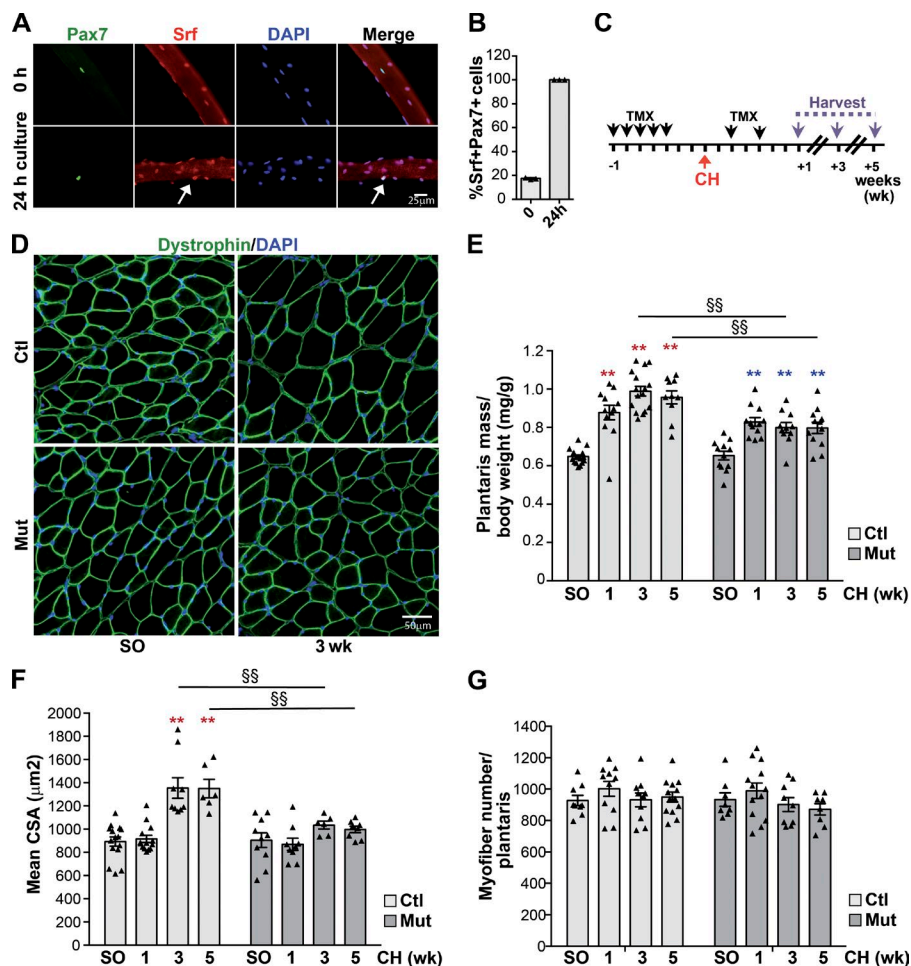 A
Pax7 Srf DAPI Merge
0 h
24 h culture
25μm
B
%Srf+Pax7+ cells
100
80
60
40
20
0
0 24h
C
TMX TMX Harvest
-1 CH +1 +3 +5
weeks
(wk)
D
Dystrophin/DAPI
Ctl
Mut
50μm
SO 3 wk
E
§§
§§
** ** ** ** ** **
Plantaris mass/
body weight (mg/g)
1.2
1.0
0.8
0.6
0.4
0.2
0
Ctl
Mut
SO 1 3 5 SO 1 3 5 CH (wk)
F
§§
§§
** **
Mean CSA (μm2)
2000
1800
1600
1400
1200
1000
800
600
400
200
0
Ctl
Mut
SO 1 3 5 SO 1 3 5 CH (wk)
G
Myofiber number/
plantaris
1400
1200
1000
800
600
400
200
0
Ctl
Mut
SO 1 3 5 SO 1 3 5 CH (wk)